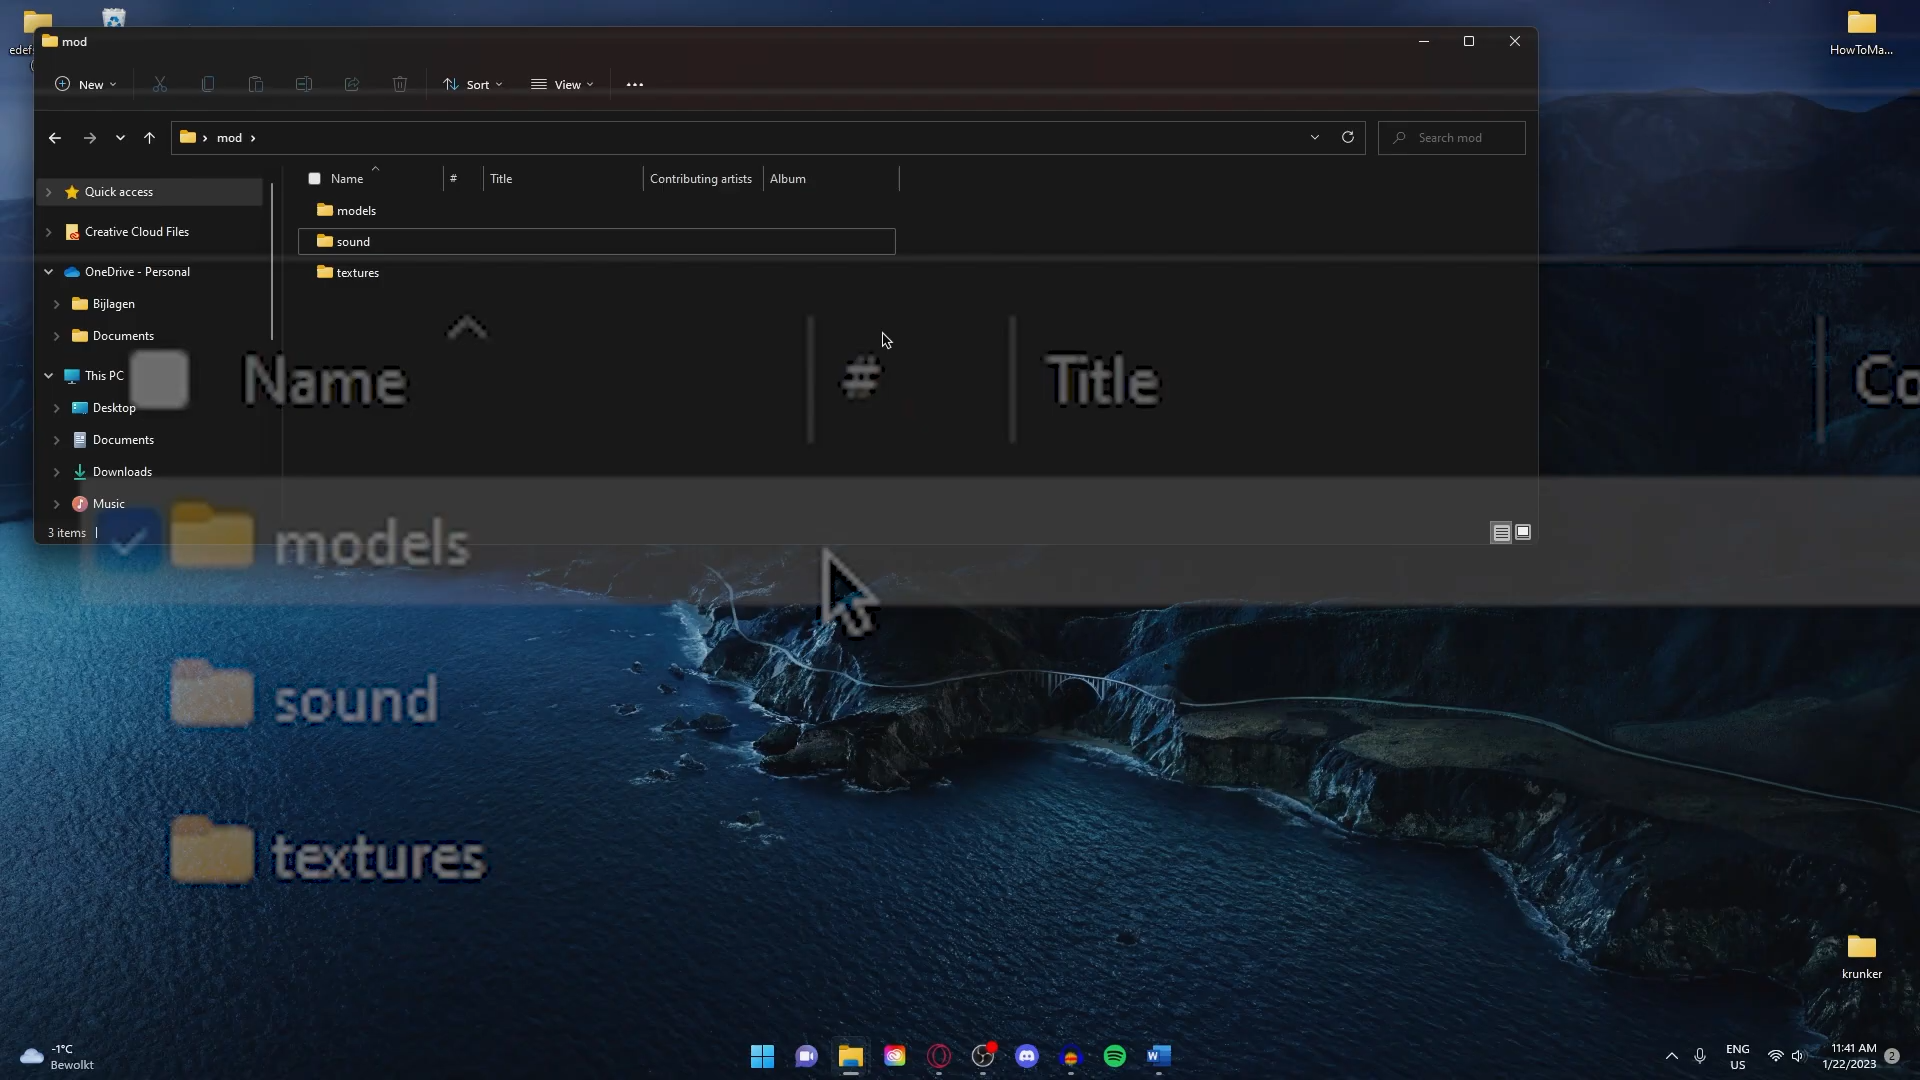 edef
HowToMa...
mod
New
Sort
View
mod
Search mod
Name
#
Title
Contributing artists
Album
Quick access
Creative Cloud Files
OneDrive - Personal
Bijlagen
Documents
This PC
Desktop
Documents
Downloads
Music
3 items
models
sound
textures
Name
#
Title
Co
models
sound
textures
krunker
-1°C
Bewolkt
ENG
US
11:41 AM
1/22/2023
2